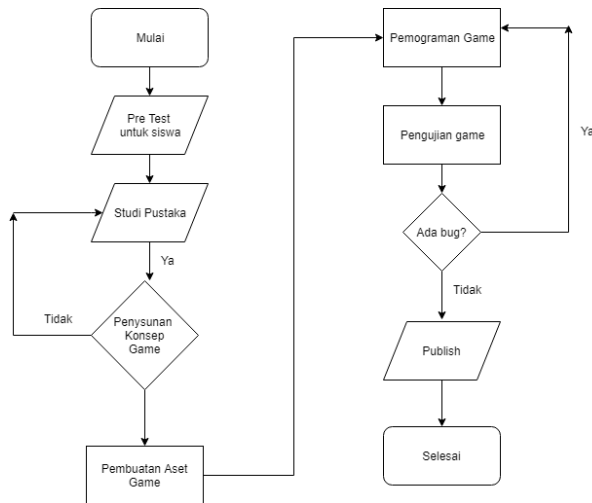 Mulai
Pre Test
untuk siswa
Studi Pustaka
Ya
Tidak
Penysunan
Konsep
Game
Pembuatan Aset
Game
Pemograman Game
Pengujian game
Ya
Ada bug?
Tidak
Publish
Selesai